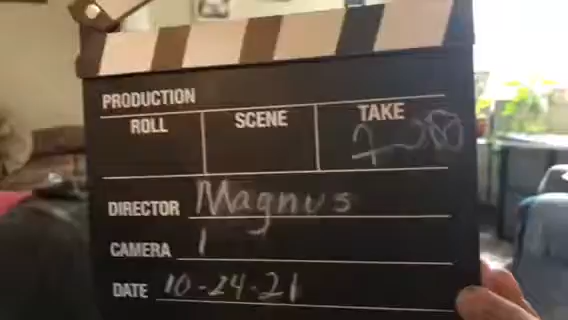 PRODUCTION
ROLL SCENE TAKE
DIRECTOR Magnus
CAMERA 1
DATE 10-24-21